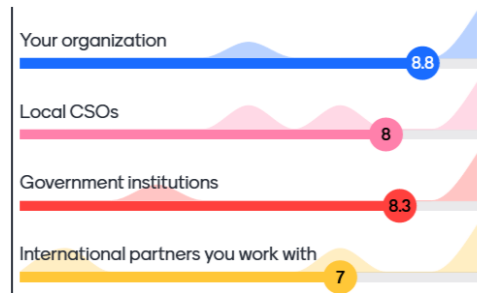 Your organization
8.8
Local CSOs
8
Government institutions
8.3
International partners you work with
7